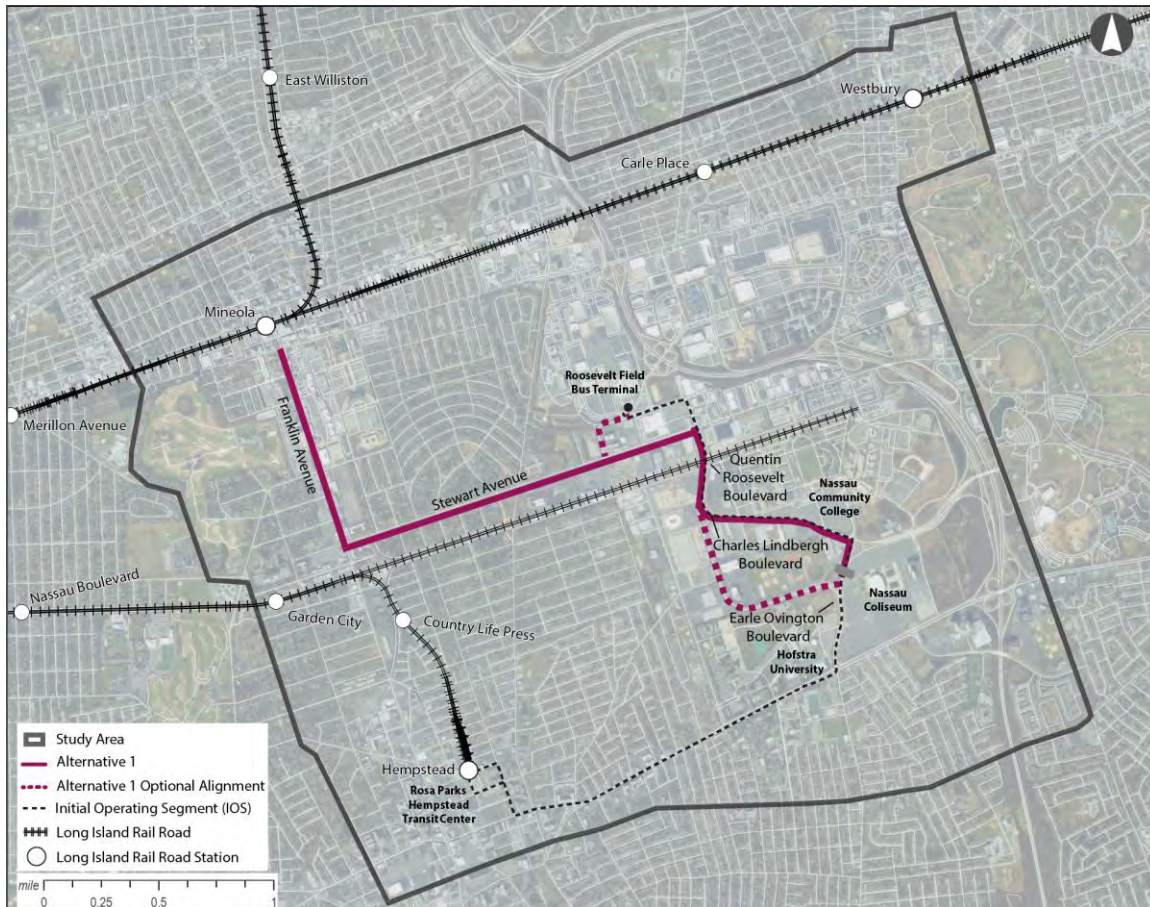 East Williston
Westbury
Carle Place
Mineola
Merillon Avenue
Franklin Avenue
Roosevelt Field
Bus Terminal
Stewart Avenue
Quentin
Roosevelt
Boulevard
Nassau
Community
College
Charles Lindbergh
Boulevard
Nassau
Coliseum
Nassau Boulevard
Garden City
Country Life Press
Earle Ovington
Boulevard
Hofstra
University
Hempstead
Rosa Parks
Hempstead
Transit Center
Study Area
Alternative 1
Alternative 1 Optional Alignment
Initial Operating Segment (IOS)
Long Island Rail Road
Long Island Rail Road Station
mile
0 0.25 0.5 1